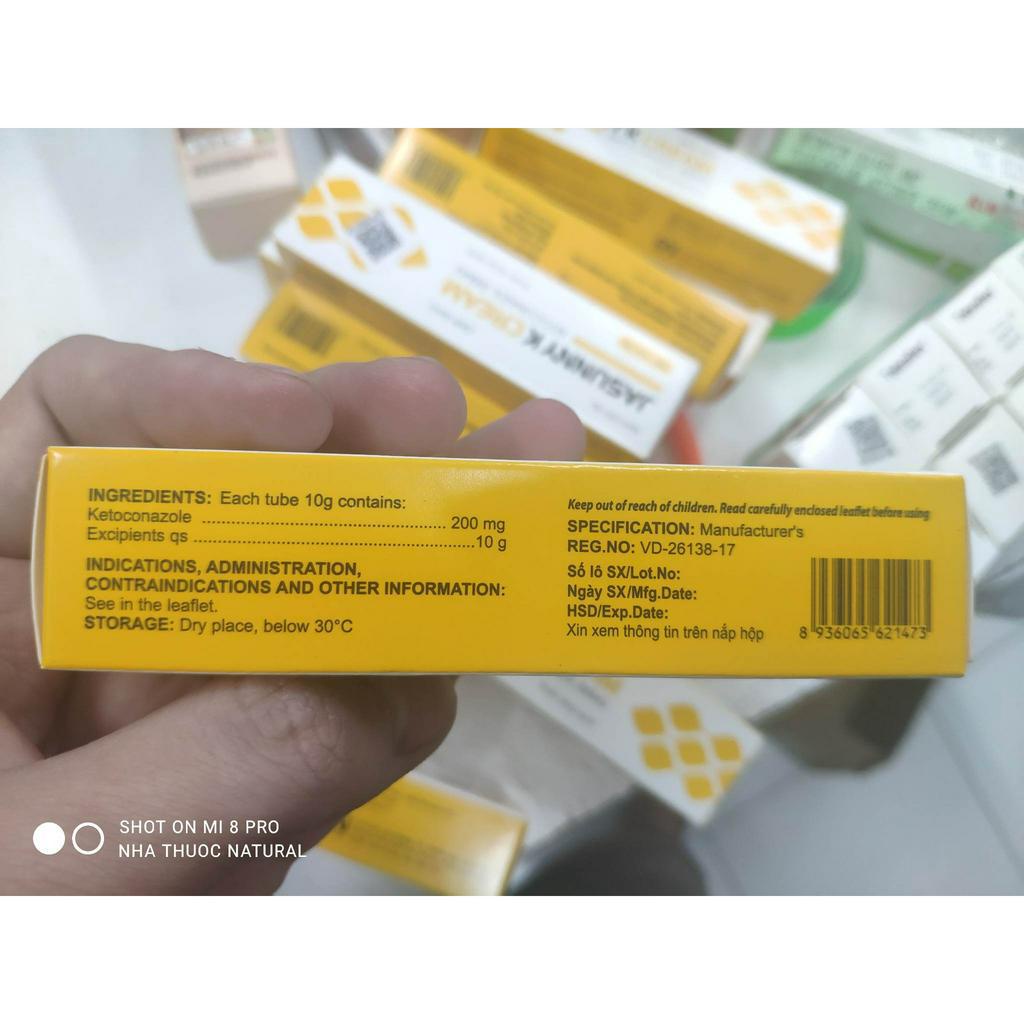 JASUNNY K CREAM
INGREDIENTS: Each tube 10g contains:
Ketoconazole ........................................................ 200 mg
Excipients qs ..........................................................10 g
INDICATIONS, ADMINISTRATION,
CONTRAINDICATIONS AND OTHER INFORMATION:
See in the leaflet.
STORAGE: Dry place, below 30°C
Keep out of reach of children. Read carefully enclosed leaflet before using
SPECIFICATION: Manufacturer's
REG.NO: VD-26138-17
Số lô SX/Lot.No:
Ngày SX/Mfg.Date:
HSD/Exp.Date:
Xin xem thông tin trên nắp hộp
8 936065 621473
SHOT ON MI 8 PRO
NHA THUOC NATURAL